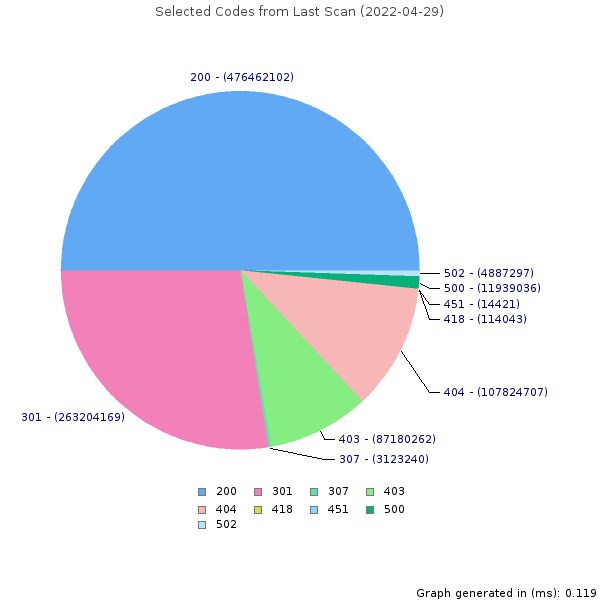 Selected Codes from Last Scan (2022-04-29)
200 - (476462102)
502 - (4887297)
500 - (11939036)
451 - (14421)
418 - (114043)
404 - (107824707)
301 - (263204169)
403 - (87180262)
307 - (3123240)
200 301 307 403
404 418 451 500
502
Graph generated in (ms): 0.119